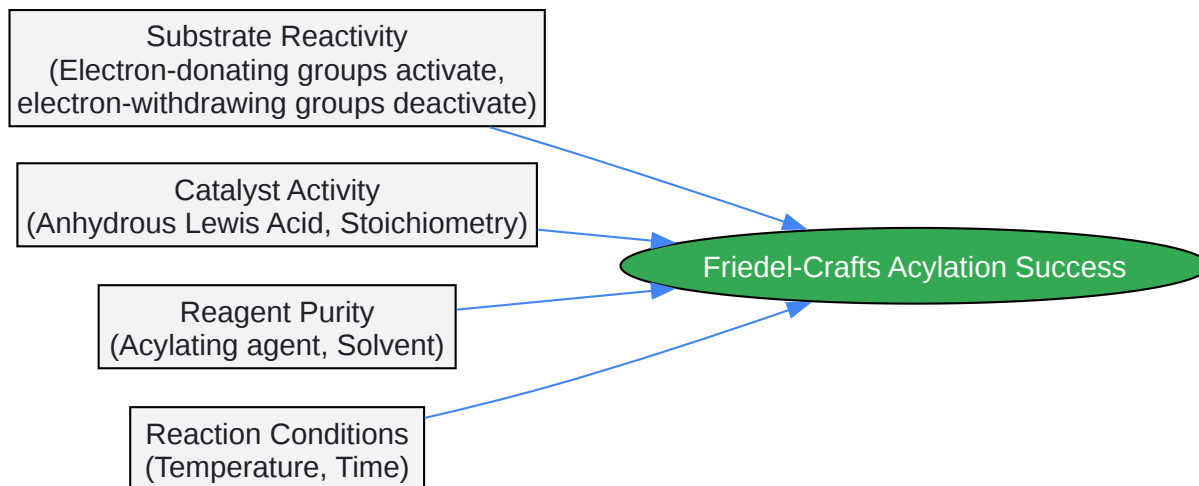 Substrate Reactivity
(Electron-donating groups activate,
electron-withdrawing groups deactivate)
Catalyst Activity
(Anhydrous Lewis Acid, Stoichiometry)
Friedel-Crafts Acylation Success
Reagent Purity
(Acylating agent, Solvent)
Reaction Conditions
(Temperature, Time)